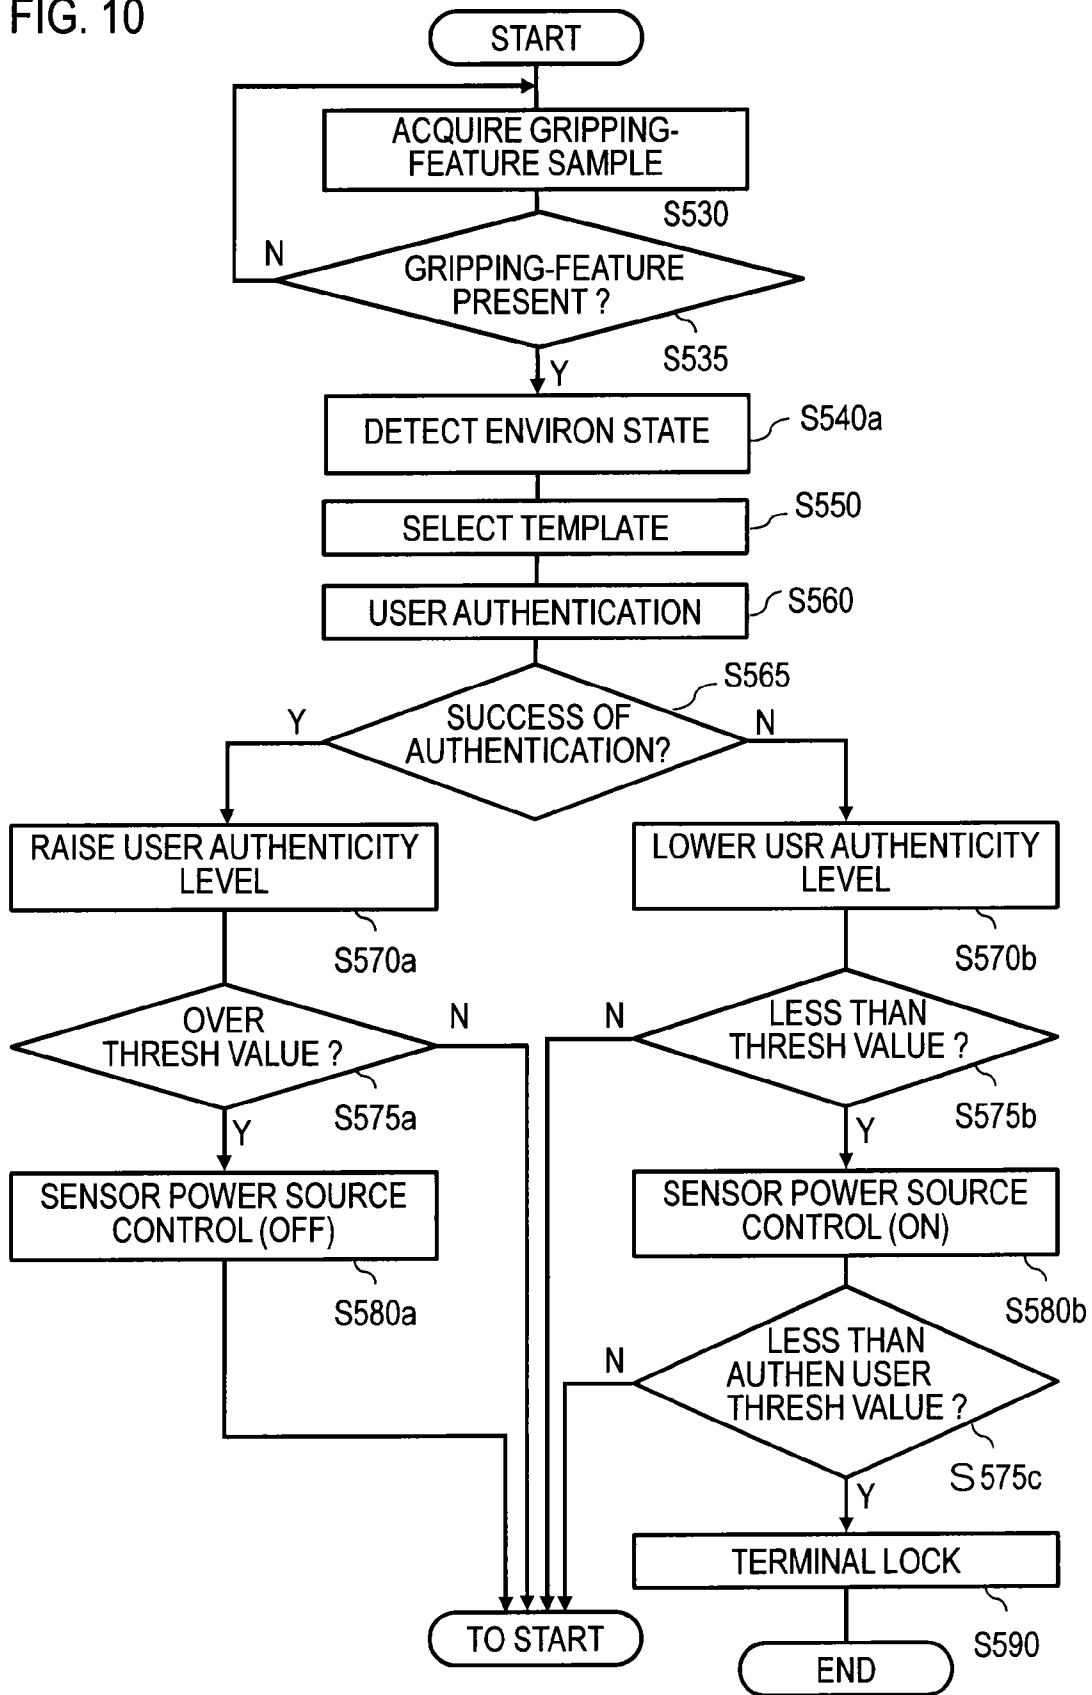 FIG. 10
START
ACQUIRE GRIPPING-
FEATURE SAMPLE
S530
N
GRIPPING-FEATURE
PRESENT ?
S535
Y
DETECT ENVIRON STATE
S540a
SELECT TEMPLATE
S550
USER AUTHENTICATION
S560
S565
SUCCESS OF
AUTHENTICATION?
Y
N
RAISE USER AUTHENTICITY
LEVEL
S570a
LOWER USR AUTHENTICITY
LEVEL
S570b
OVER
THRESH VALUE ?
N
S575a
Y
N
LESS THAN
THRESH VALUE ?
S575b
Y
SENSOR POWER SOURCE
CONTROL (OFF)
S580a
SENSOR POWER SOURCE
CONTROL (ON)
S580b
N
LESS THAN
AUTHEN USER
THRESH VALUE ?
S575c
Y
TERMINAL LOCK
S590
TO START
END